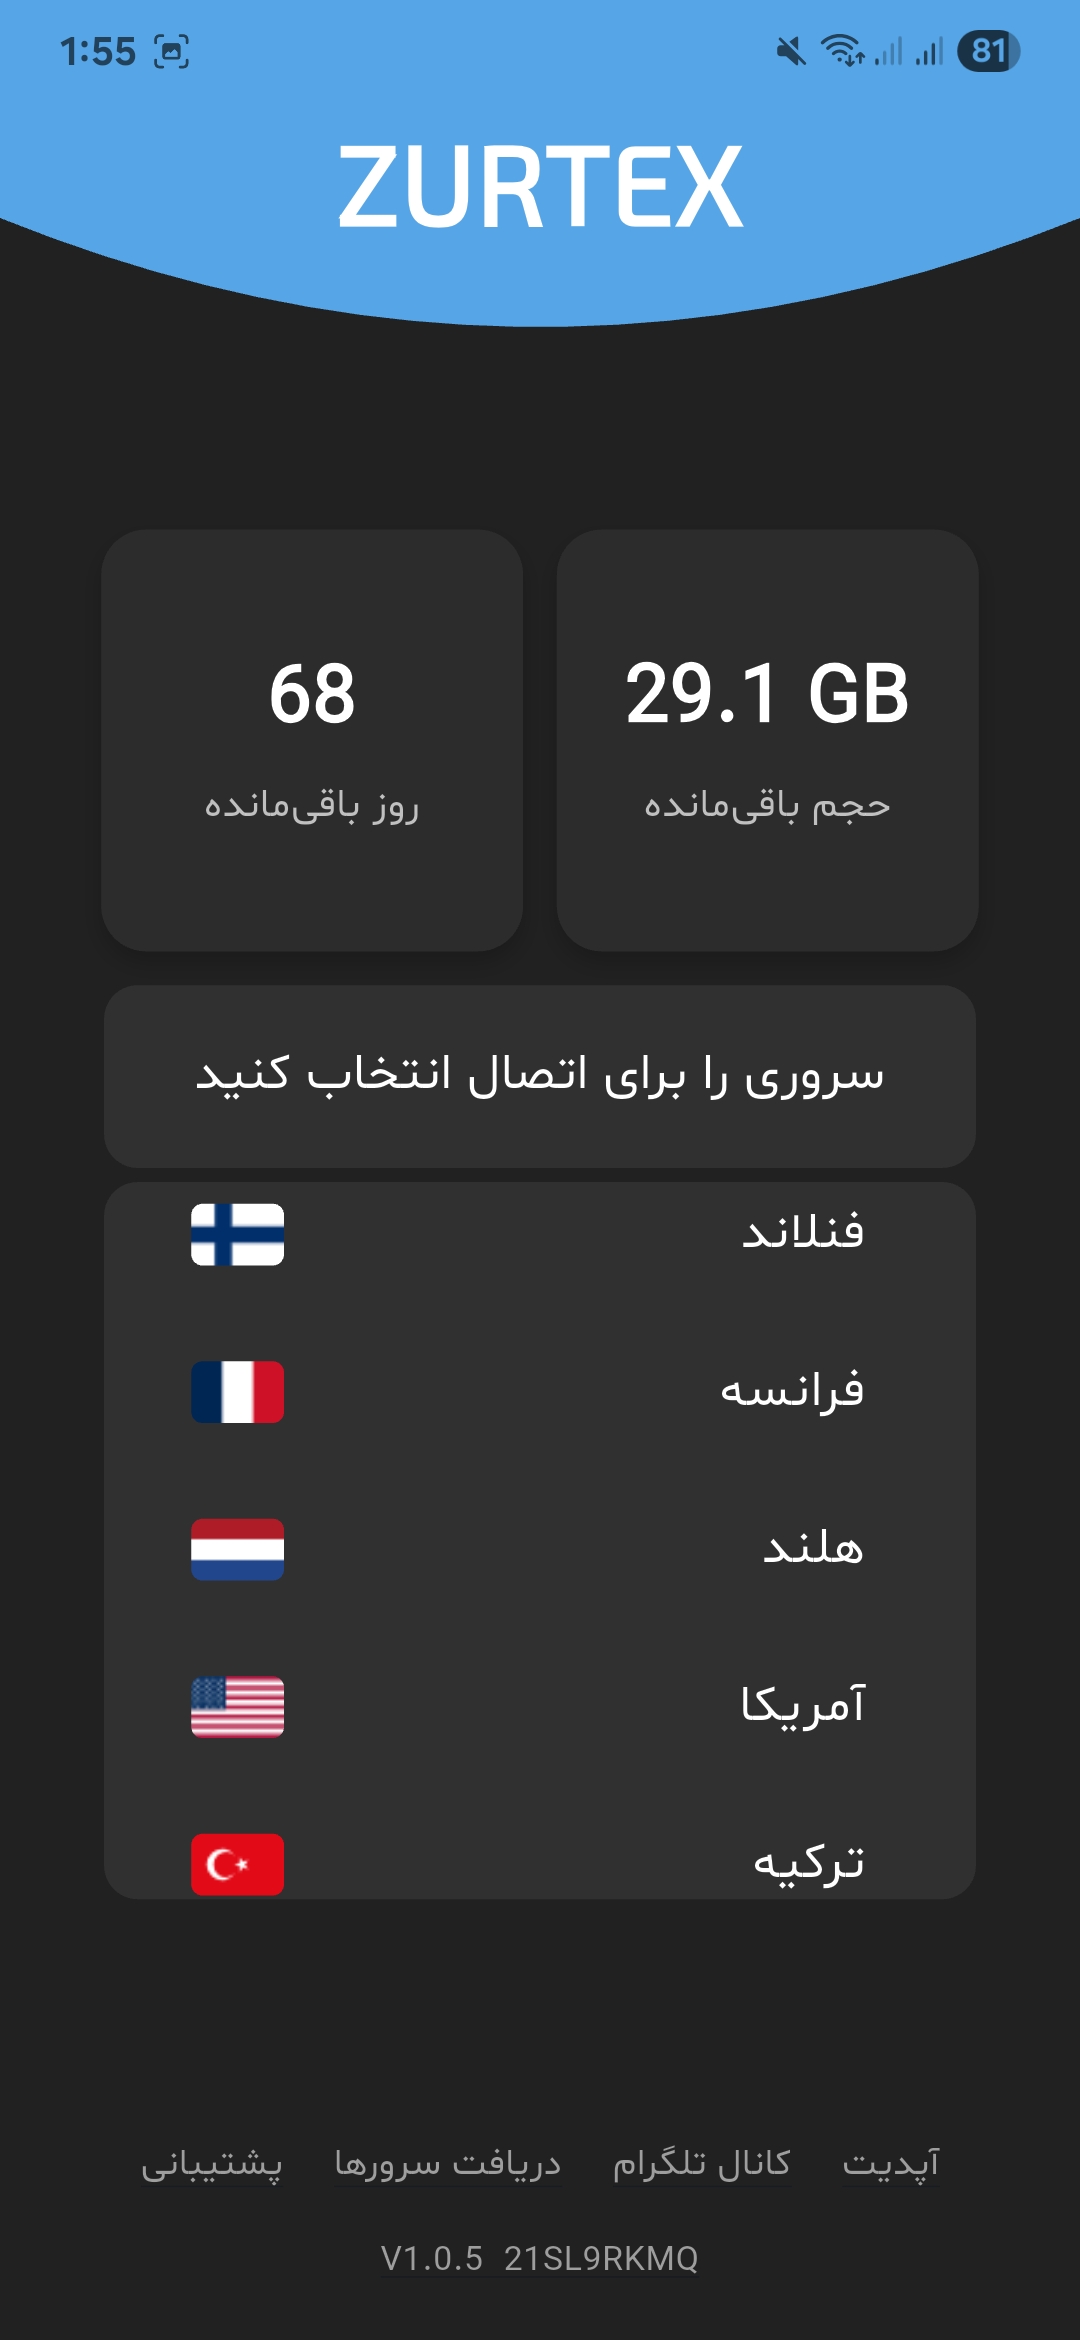 1:55
81
ZURTEX
29.1 GB
حجم باقی‌مانده
68
روز باقی‌مانده
سروری را برای اتصال انتخاب کنید
فنلاند
فرانسه
هلند
آمریکا
ترکیه
آپدیت کانال تلگرام دریافت سرورها پشتیبانی
V1.0.5 21SL9RKMQ